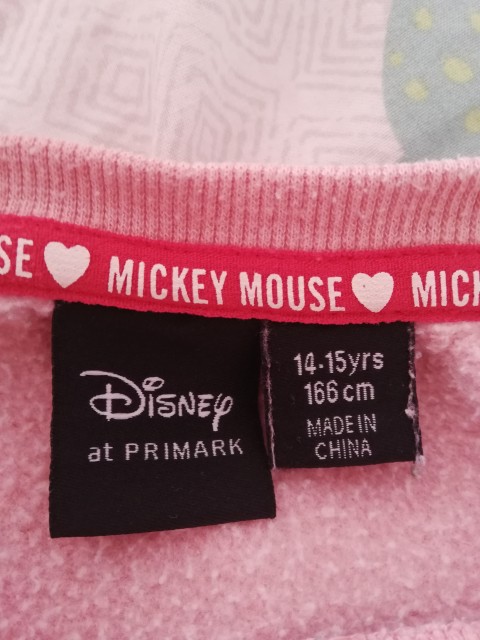 SE MICKEY MOUSE MICK
Disney
at PRIMARK
14-15yrs
166cm
MADE IN
CHINA